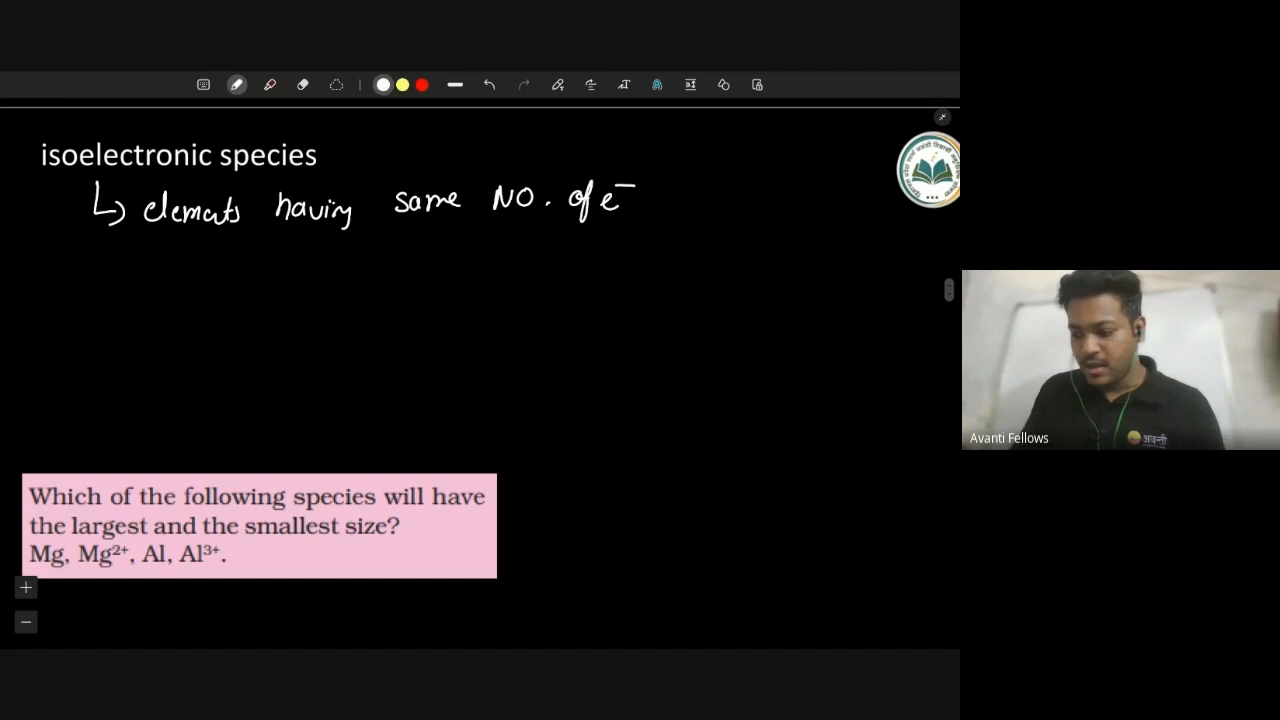 isoelectronic species
↳ elements having same NO. of e⁻
Which of the following species will have
the largest and the smallest size?
Mg, Mg²⁺, Al, Al³⁺.
Avanti Fellows
अवन्ती